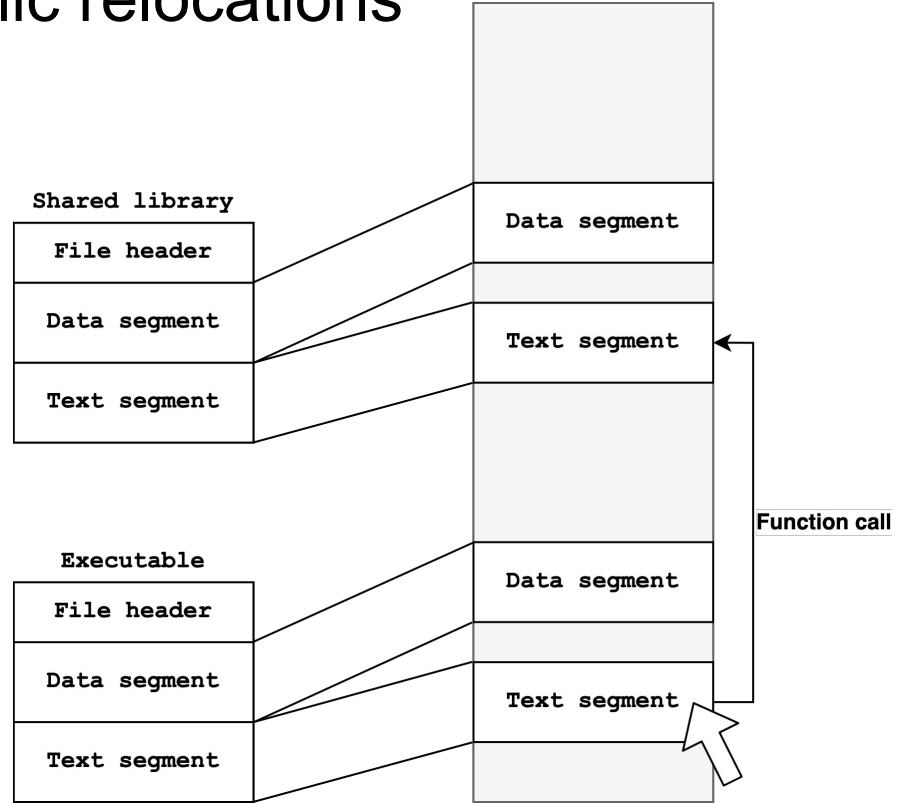 relocations
Shared library
File header
Data segment
Text segment
Data segment
Text segment
Function call
Executable
File header
Data segment
Text segment
Data segment
Text segment